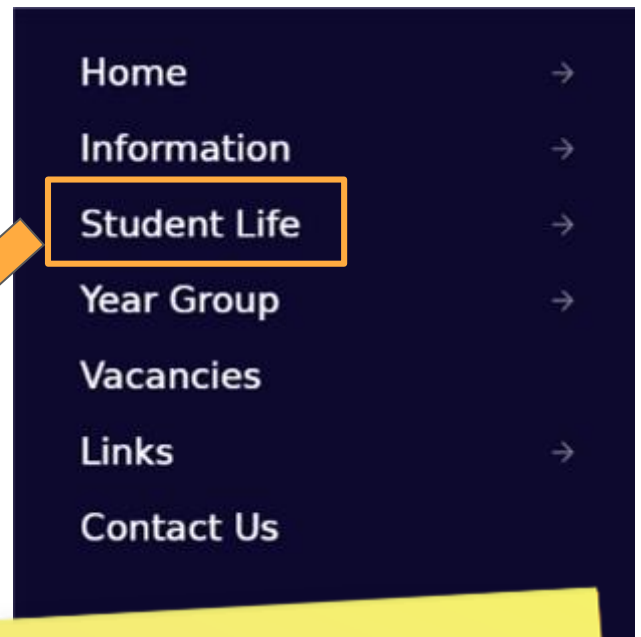 Home
Information
Student Life
Year Group
Vacancies
Links
Contact Us